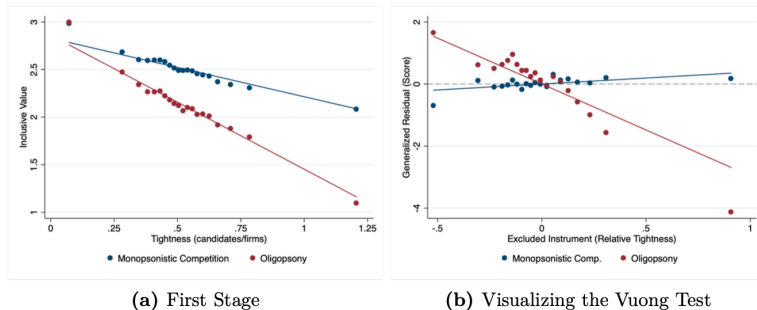 3
2.5
2
1.5
1
Inclusive Value
0 .25 .5 .75 1 1.25
Tightness (candidates/firms)
Monopsonistic Competition Oligopsony
(a) First Stage
2
0
-2
-4
Generalized Residual (Score)
-.5 0 .5 1
Excluded Instrument (Relative Tightness)
Monopsonistic Comp. Oligopsony
(b) Visualizing the Vuong Test